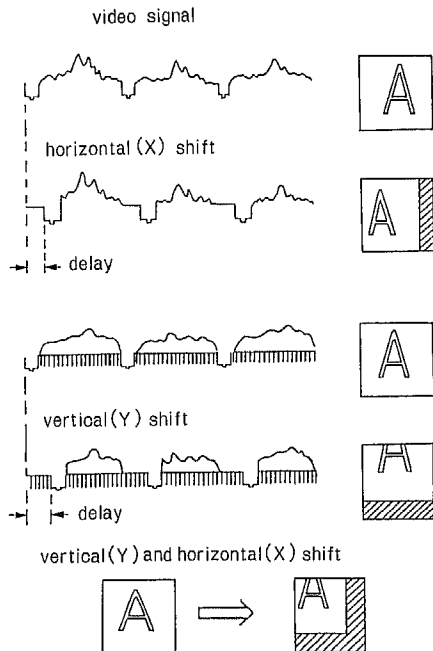 video signal
A
horizontal (X) shift
A
delay
A
vertical (Y) shift
A
delay
vertical (Y) and horizontal (X) shift
A
A